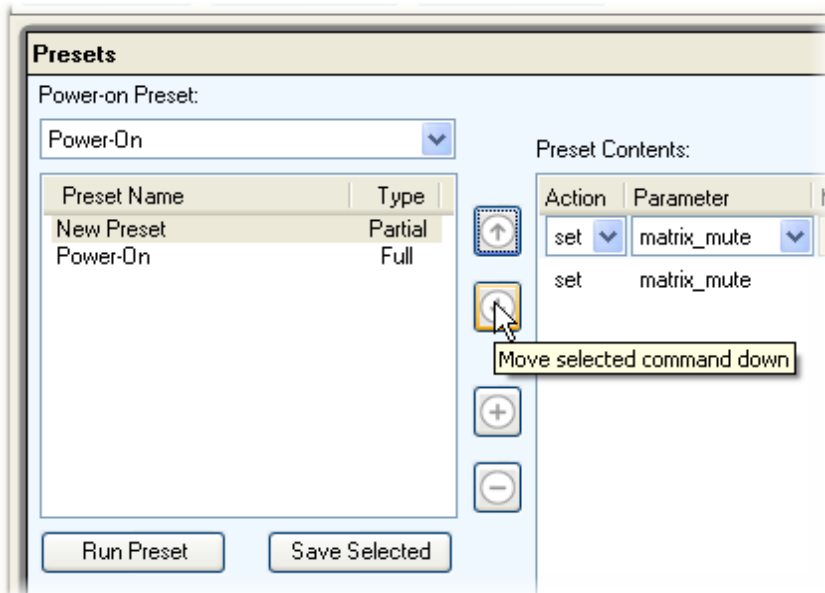 Presets
Power-on Preset:
Power-On
Preset Name Type
New Preset Partial
Power-On Full
Run Preset Save Selected
Preset Contents:
Action Parameter
set matrix_mute
set matrix_mute
Move selected command down